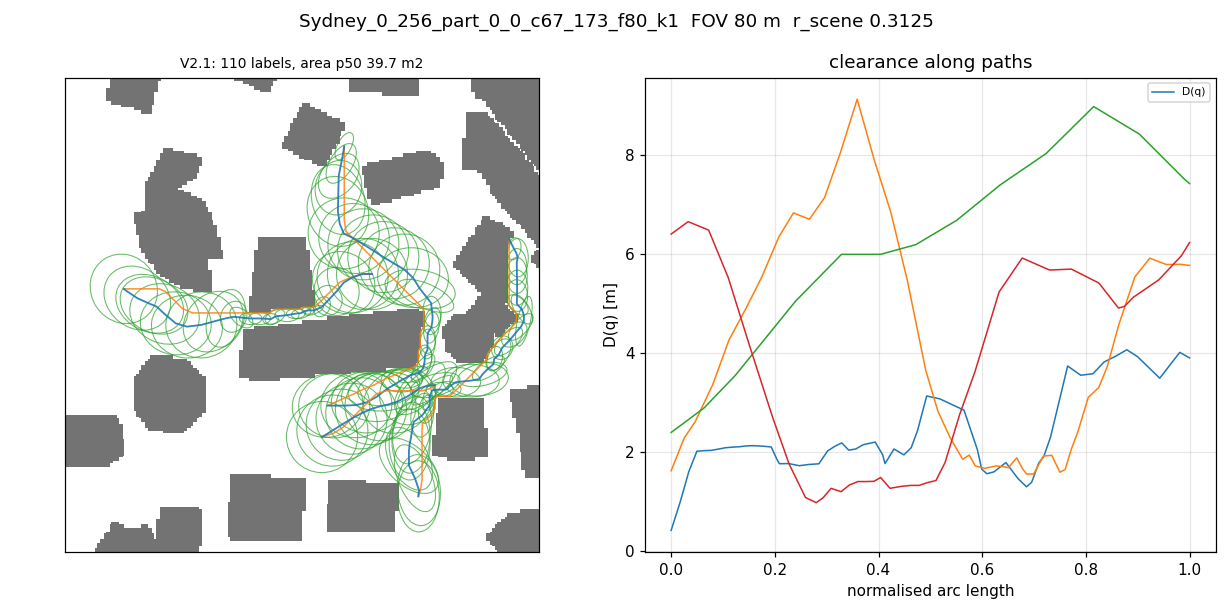 Sydney_0_256_part_0_0_c67_173_f80_k1  FOV 80 m  r_scene 0.3125
V2.1: 110 labels, area p50 39.7 m2
clearance along paths
D(q)
D(q) [m]
8
6
4
2
0
0.0 0.2 0.4 0.6 0.8 1.0
normalised arc length